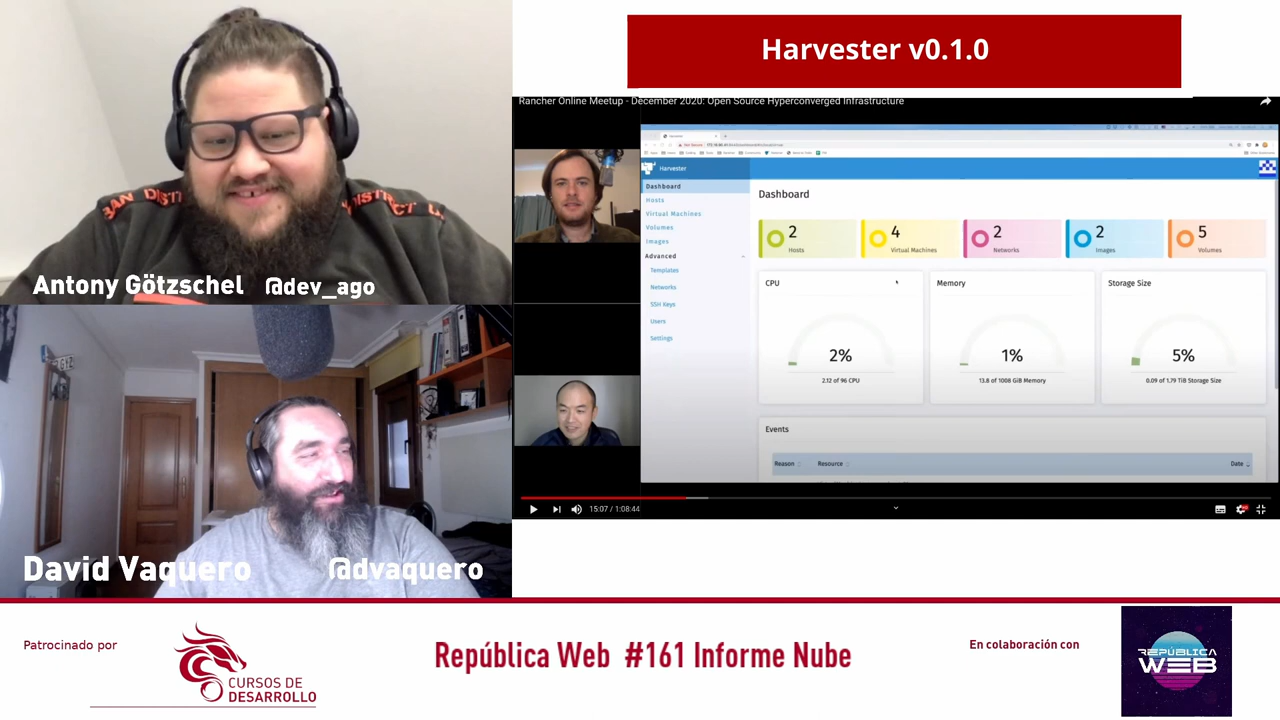 Harvester v0.1.0
Rancher Online Meetup - December 2020: Open Source Hyperconverged Infrastructure
Harvester
Dashboard
Hosts
Virtual Machines
Volumes
Images
Advanced
Templates
Networks
SSH Keys
Users
Settings
Dashboard
2
Hosts
4
Virtual Machines
2
Networks
2
Images
5
Volumes
CPU
2%
2.12 of 96 CPU
Memory
1%
13.8 of 1008 GiB Memory
Storage Size
5%
0.09 of 1.79 TiB Storage Size
Events
Reason
Resource
Date
15:07 / 1:08:44
Antony Götzschel @dev_ago
David Vaquero @dvaquero
Patrocinado por
CURSOS DE
DESARROLLO
República Web #161 Informe Nube
En colaboración con
REPÚBLICA
WEB